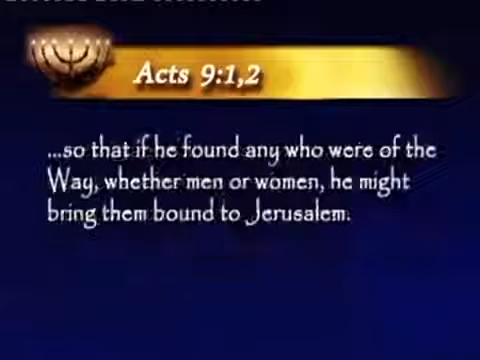 Acts 9:1,2
...so that if he found any who were of the
Way, whether men or women, he might
bring them bound to Jerusalem.